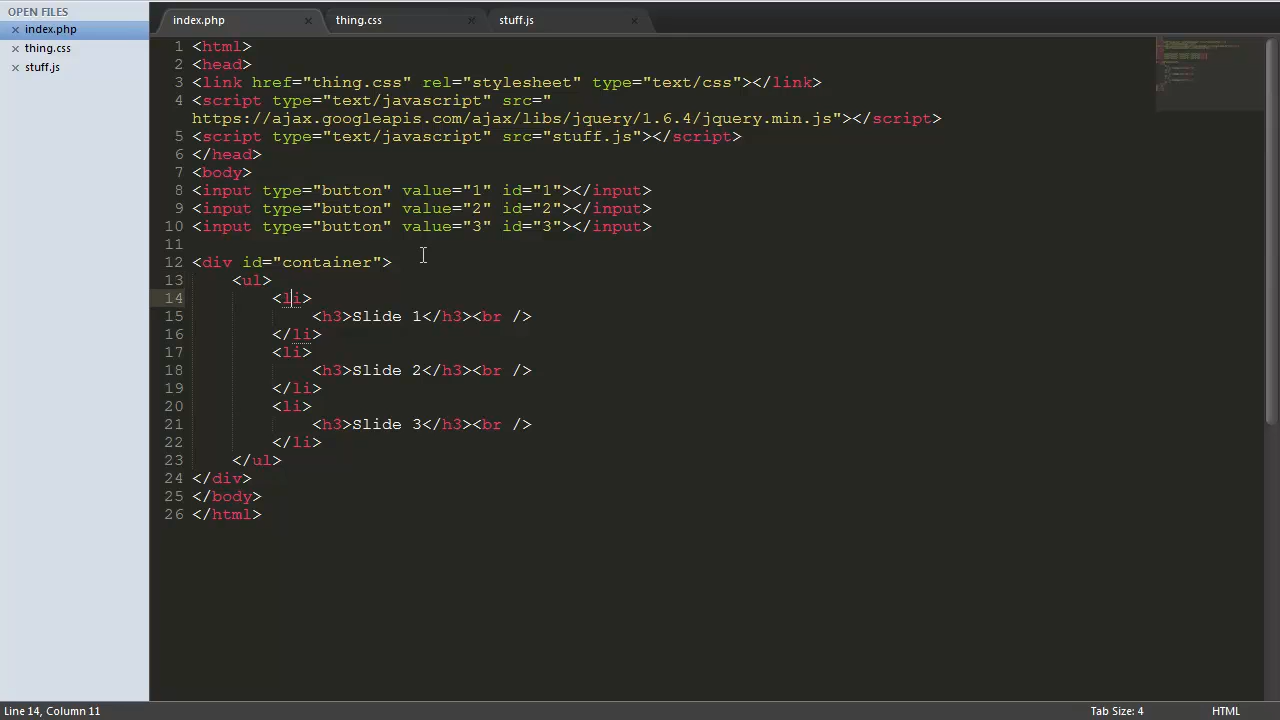 OPEN FILES
index.php
thing.css
stuff.js
index.php
thing.css
stuff.js
1 <html>
2 <head>
3 <link href="thing.css" rel="stylesheet" type="text/css"></link>
4 <script type="text/javascript" src="
https://ajax.googleapis.com/ajax/libs/jquery/1.6.4/jquery.min.js"></script>
5 <script type="text/javascript" src="stuff.js"></script>
6 </head>
7 <body>
8 <input type="button" value="1" id="1"></input>
9 <input type="button" value="2" id="2"></input>
10 <input type="button" value="3" id="3"></input>
11
12 <div id="container">
13 <ul>
14 <li>
15 <h3>Slide 1</h3><br />
16 </li>
17 <li>
18 <h3>Slide 2</h3><br />
19 </li>
20 <li>
21 <h3>Slide 3</h3><br />
22 </li>
23 </ul>
24 </div>
25 </body>
26 </html>
Line 14, Column 11
Tab Size: 4
HTML